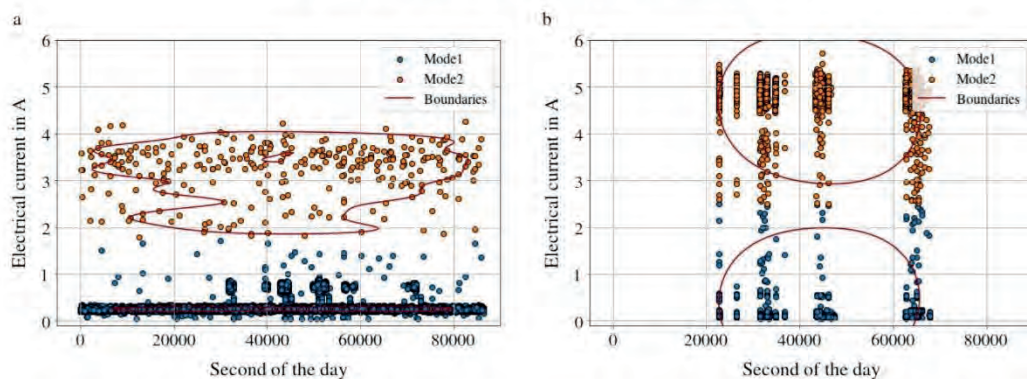 a
6
5
4
3
2
1
0
Electrical current in A
0 20000 40000 60000 80000
Second of the day
Mode1
Mode2
Boundaries
b
6
5
4
3
2
1
0
Electrical current in A
0 20000 40000 60000 80000
Second of the day
Mode1
Mode2
Boundaries